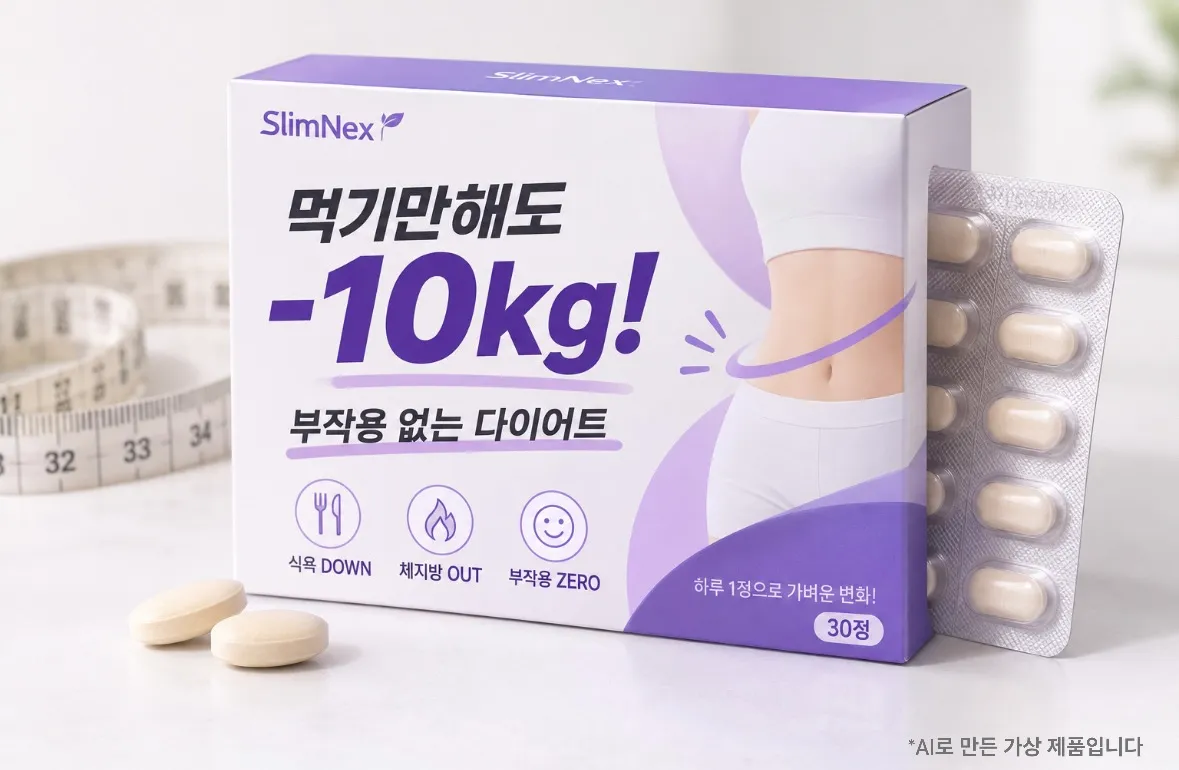 SlimNex
SlimNex
먹기만해도
-10kg!
부작용 없는 다이어트
식욕 DOWN
체지방 OUT
부작용 ZERO
하루 1정으로 가벼운 변화!
30정
32
33
34
*AI로 만든 가상 제품입니다